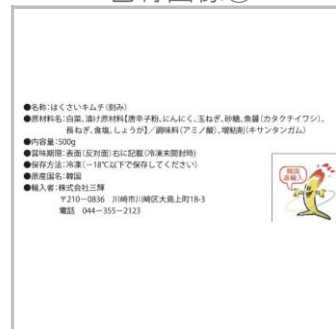 ●名称:はくさいキムチ(刻み)
●原材料名:白菜、漬け原材料【唐辛子粉、にんにく、玉ねぎ、砂糖、魚醤(カタクチイワシ)、
長ねぎ、食塩、しょうが】/調味料(アミノ酸)、増粘剤(キサンタンガム)
●内容量:500g
●賞味期限:表面(反対面)右に記載(冷凍未開封時)
●保存方法:冷凍(-18℃以下で保存してください)
●原産国名:韓国
●輸入者:株式会社三輝
〒210-0836 川崎市川崎区大島上町18-3
電話 044-355-2123
韓国
直輸入